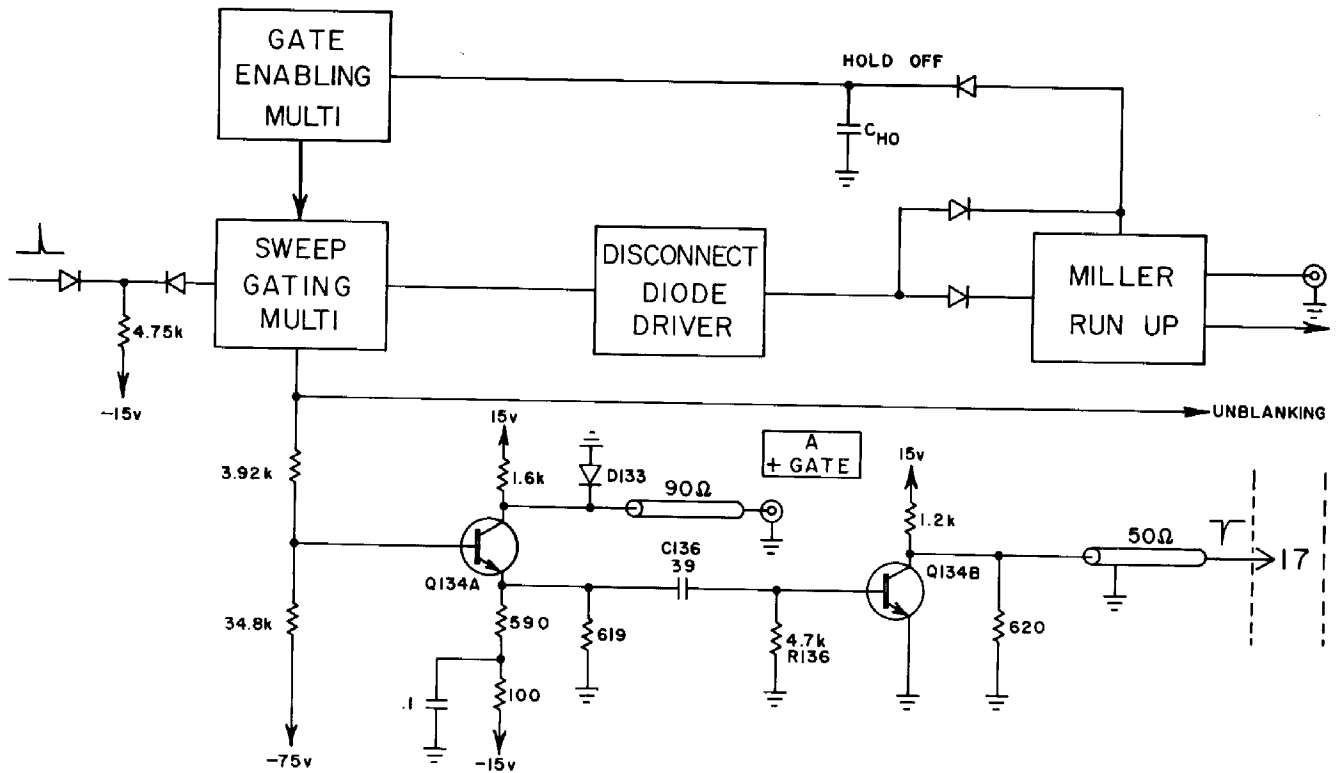 GATE
ENABLING
MULTI
HOLD OFF
CHO
SWEEP
GATING
MULTI
DISCONNECT
DIODE
DRIVER
MILLER
RUN UP
4.75k
-15v
UNBLANKING
15v
A
+ GATE
15v
3.92k
1.6k
D133
90Ω
1.2k
50Ω
C136
39
17
Q134A
Q134B
34.8k
590
619
4.7k
R136
620
.1
100
-75v
-15v